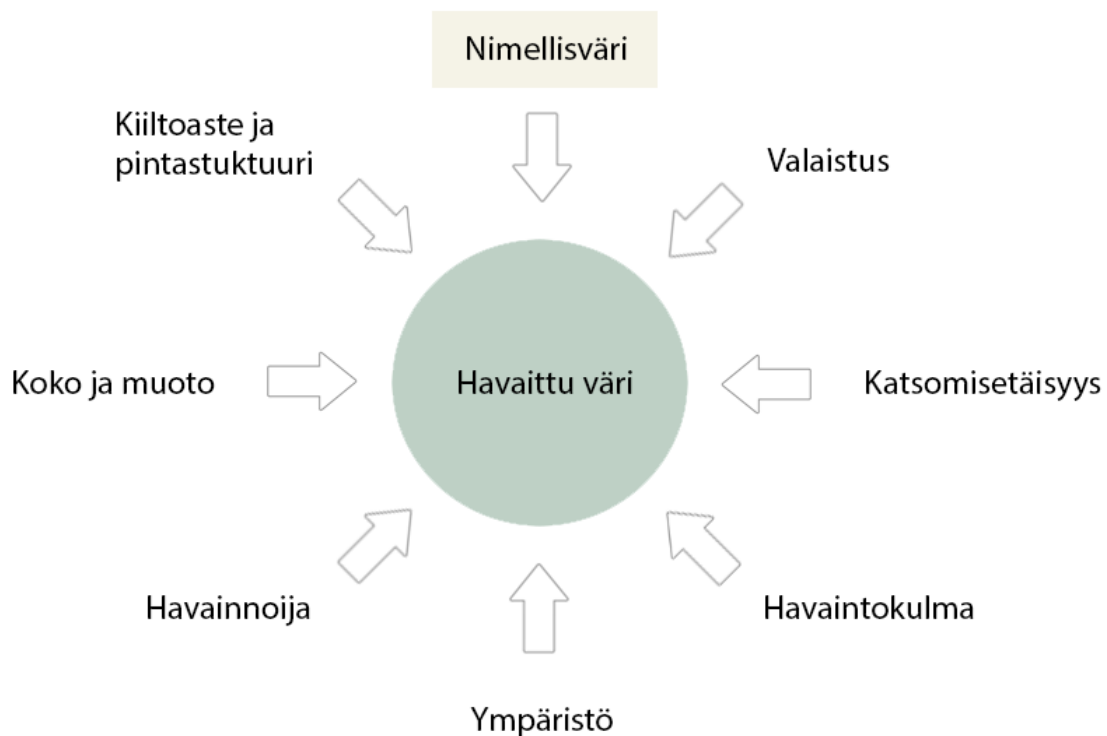 Nimellisväri
Kiiltoaste ja
pintastuktuuri
Valaistus
Koko ja muoto
Havaittu väri
Katsomisetäisyys
Havainnoija
Havaintokulma
Ympäristö